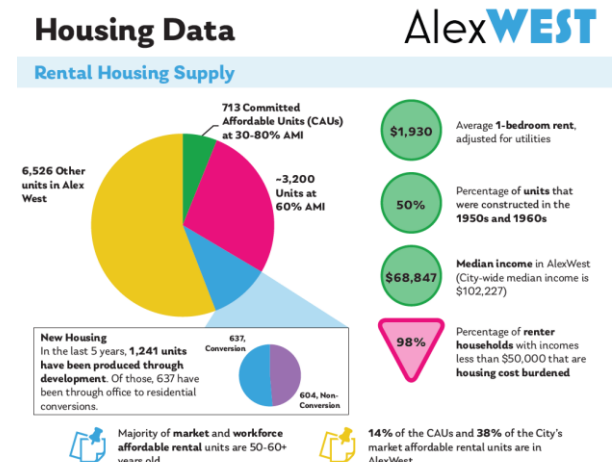 Housing Data
AlexWEST
Rental Housing Supply
713 Committed
Affordable Units (CAUs)
at 30-80% AMI
6,526 Other
units in Alex
West
~3,200
Units at
60% AMI
$1,930
Average 1-bedroom rent,
adjusted for utilities
50%
Percentage of units that
were constructed in the
1950s and 1960s
$68,847
Median income in AlexWest
(City-wide median income is
$102,227)
98%
Percentage of renter
households with incomes
less than $50,000 that are
housing cost burdened
New Housing
In the last 5 years, 1,241 units
have been produced through
development. Of those, 637 have
been through office to residential
conversions.
637,
Conversion
604, Non-
Conversion
Majority of market and workforce
affordable rental units are 50-60+
years old
14% of the CAUs and 38% of the City's
market affordable rental units are in
AlexWest